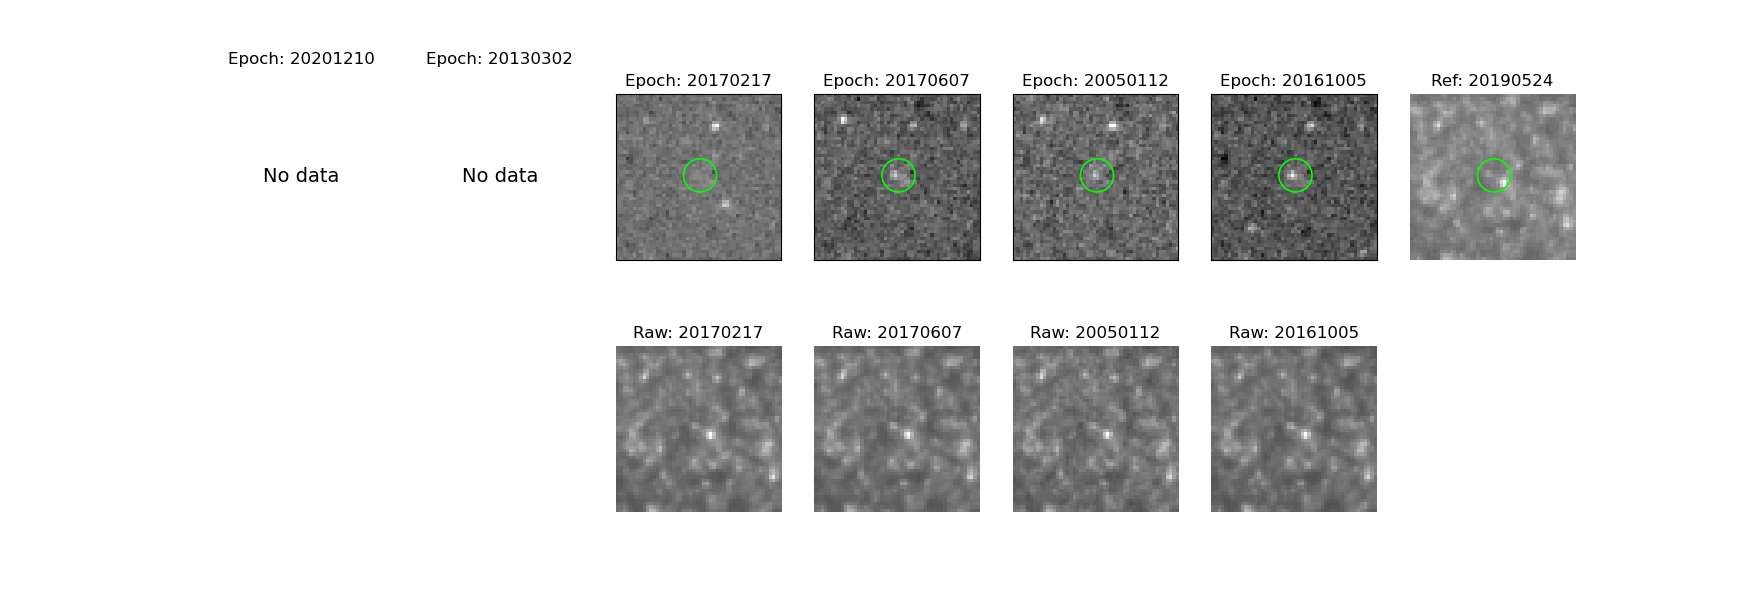 Epoch: 20201210
Epoch: 20130302
Epoch: 20170217
Epoch: 20170607
Epoch: 20050112
Epoch: 20161005
Ref: 20190524
No data
No data
Raw: 20170217
Raw: 20170607
Raw: 20050112
Raw: 20161005